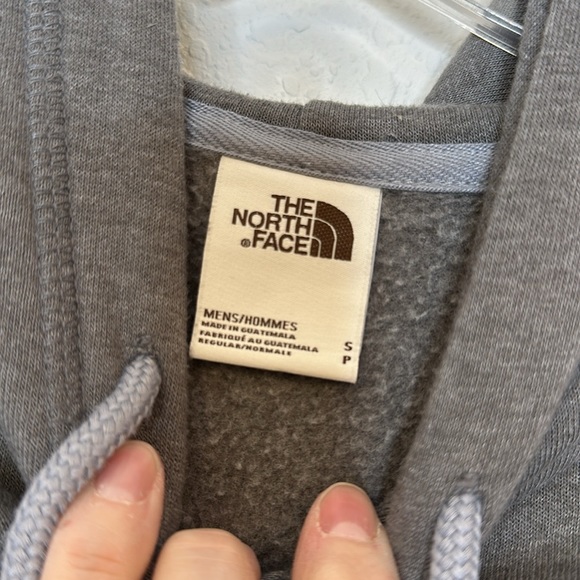 THE
NORTH
® FACE
MENS/HOMMES
MADE IN GUATEMALA
FABRIQUÉ AU GUATEMALA
REGULAR/NORMALE
S
P